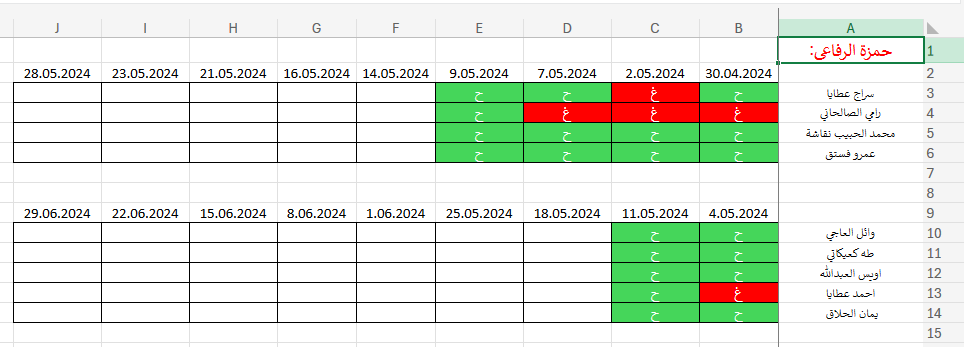 A B C D E F G H I J
1 حمزة الرفاعي:
2 30.04.2024 2.05.2024 7.05.2024 9.05.2024 14.05.2024 16.05.2024 21.05.2024 23.05.2024 28.05.2024
3 سراج عطايا ح غ ح ح
4 رامي الصالحاني غ غ غ ح
5 محمد الحبيب نقاشة ح ح ح ح
6 عمرو فستق ح ح ح ح
7
8
9 4.05.2024 11.05.2024 18.05.2024 25.05.2024 1.06.2024 8.06.2024 15.06.2024 22.06.2024 29.06.2024
10 وائل العاجي ح ح
11 طه كعيكاتي ح ح
12 اويس العبدالله ح ح
13 احمد عطايا غ ح
14 يمان الحلاق ح ح
15